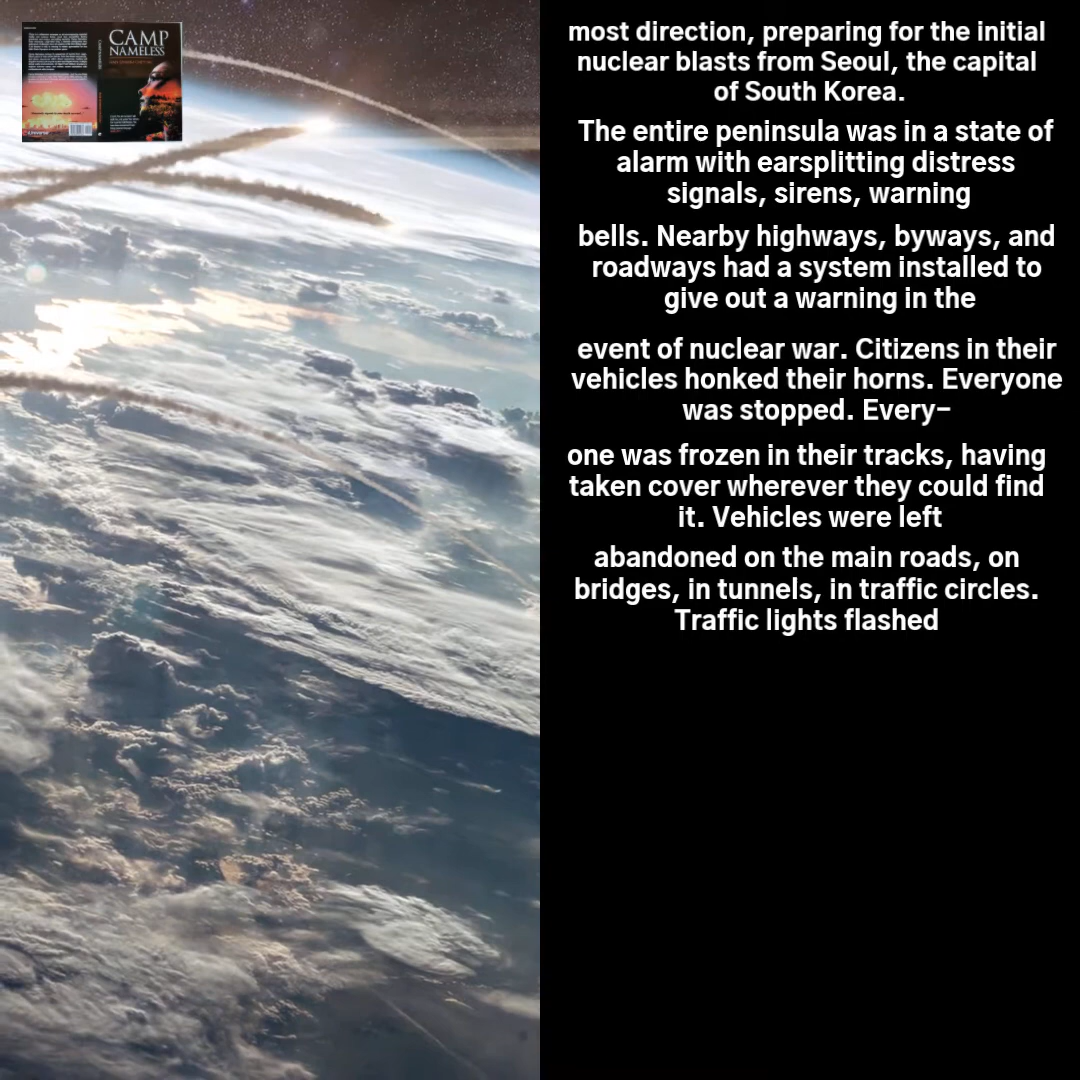 CAMP
NAMELESS
iUniverse
most direction, preparing for the initial
nuclear blasts from Seoul, the capital
of South Korea.
The entire peninsula was in a state of
alarm with earsplitting distress
signals, sirens, warning
bells. Nearby highways, byways, and
roadways had a system installed to
give out a warning in the
event of nuclear war. Citizens in their
vehicles honked their horns. Everyone
was stopped. Every-
one was frozen in their tracks, having
taken cover wherever they could find
it. Vehicles were left
abandoned on the main roads, on
bridges, in tunnels, in traffic circles.
Traffic lights flashed